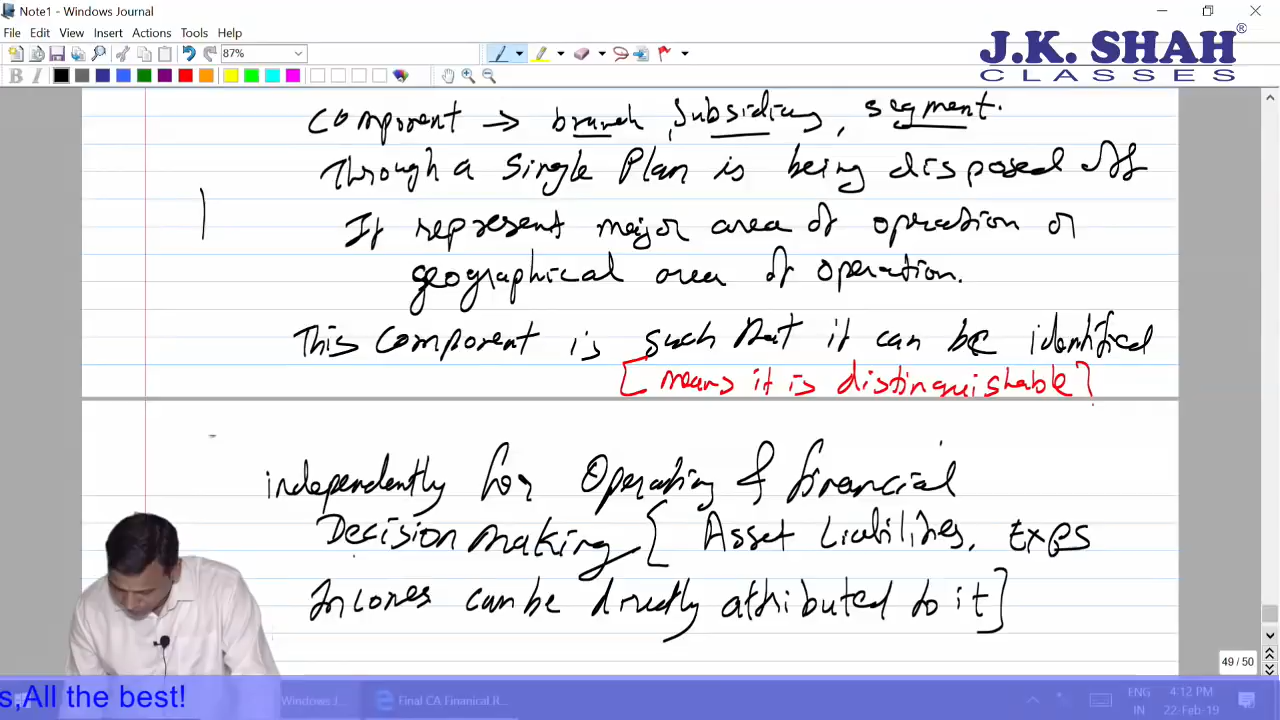 Note1 - Windows Journal
File Edit View Insert Actions Tools Help
87%
J.K. SHAH®
CLASSES
Component → branch, Subsidiary, segment.
Through a Single Plan is being disposed off
It represent major area of operation or
geographical area of operation.
This Component is such that it can be identified
[means it is distinguishable]
independently for Operating & financial
Decision making [Asset Liabilities, Exps
Incomes can be directly attributed to it]
49 / 50
s,All the best!
Windows J...
Final CA Finanical R...
ENG
IN
4:12 PM
22-Feb-19